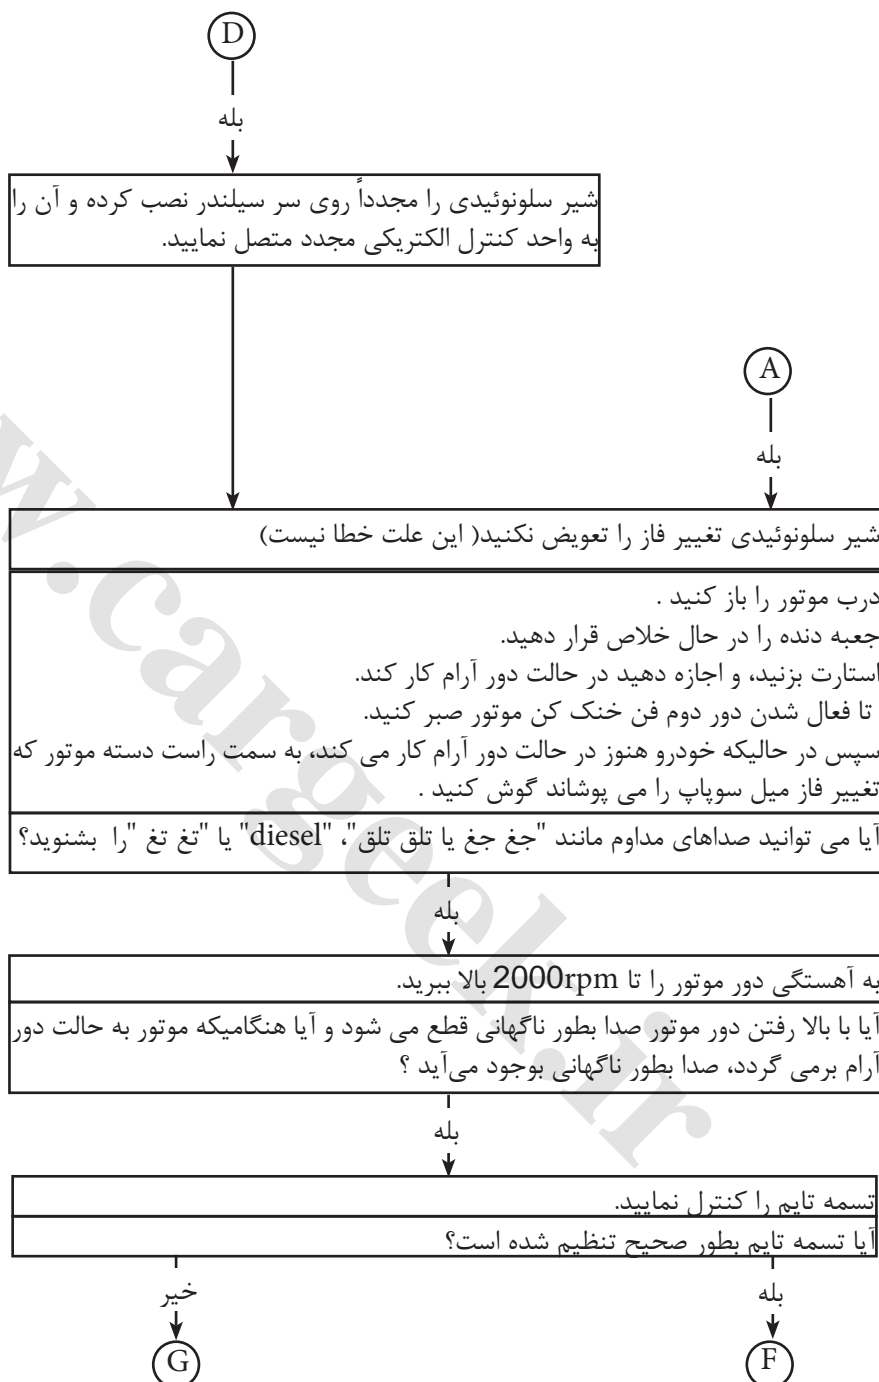 D
بله
شیر سلونوئیدی را مجدداً روی سر سیلندر نصب کرده و آن را
به واحد کنترل الکتریکی مجدد متصل نمایید.
A
بله
شیر سلونوئیدی تغییر فاز را تعویض نکنید( این علت خطا نیست)
درب موتور را باز کنید .
جعبه دنده را در حال خلاص قرار دهید.
استارت بزنید، و اجازه دهید در حالت دور آرام کار کند.
تا فعال شدن دور دوم فن خنک کن موتور صبر کنید.
سپس در حالیکه خودرو هنوز در حالت دور آرام کار می کند، به سمت راست دسته موتور که
تغییر فاز میل سوپاپ را می پوشاند گوش کنید .
آیا می توانید صداهای مداوم مانند "جغ جغ یا تلق تلق"، "diesel" یا "تغ تغ "را بشنوید؟
بله
به آهستگی دور موتور را تا 2000rpm بالا ببرید.
آیا با بالا رفتن دور موتور صدا بطور ناگهانی قطع می شود و آیا هنگامیکه موتور به حالت دور
آرام برمی گردد، صدا بطور ناگهانی بوجود می‌آید ؟
بله
تسمه تایم را کنترل نمایید.
آیا تسمه تایم بطور صحیح تنظیم شده است؟
بله
خیر
F
G
w.cargeek.ir